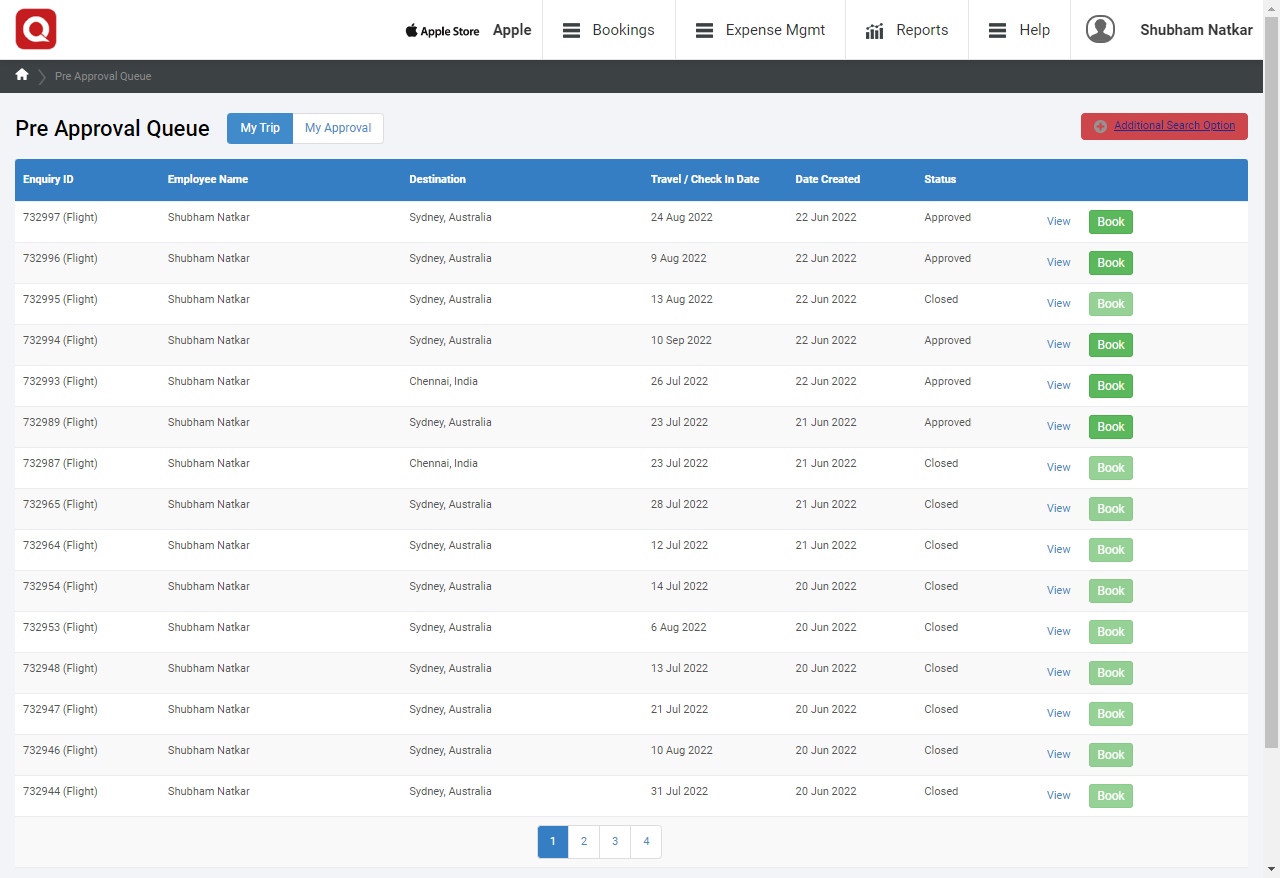 Q Apple Store Apple Bookings Expense Mgmt Reports Help Shubham Natkar
Pre Approval Queue
Pre Approval Queue My Trip My Approval Additional Search Option
Enquiry ID Employee Name Destination Travel / Check In Date Date Created Status
732997 (Flight) Shubham Natkar Sydney, Australia 24 Aug 2022 22 Jun 2022 Approved View Book
732996 (Flight) Shubham Natkar Sydney, Australia 9 Aug 2022 22 Jun 2022 Approved View Book
732995 (Flight) Shubham Natkar Sydney, Australia 13 Aug 2022 22 Jun 2022 Closed View Book
732994 (Flight) Shubham Natkar Sydney, Australia 10 Sep 2022 22 Jun 2022 Approved View Book
732993 (Flight) Shubham Natkar Chennai, India 26 Jul 2022 22 Jun 2022 Approved View Book
732989 (Flight) Shubham Natkar Sydney, Australia 23 Jul 2022 21 Jun 2022 Approved View Book
732987 (Flight) Shubham Natkar Chennai, India 23 Jul 2022 21 Jun 2022 Closed View Book
732965 (Flight) Shubham Natkar Sydney, Australia 28 Jul 2022 21 Jun 2022 Closed View Book
732964 (Flight) Shubham Natkar Sydney, Australia 12 Jul 2022 21 Jun 2022 Closed View Book
732954 (Flight) Shubham Natkar Sydney, Australia 14 Jul 2022 20 Jun 2022 Closed View Book
732953 (Flight) Shubham Natkar Sydney, Australia 6 Aug 2022 20 Jun 2022 Closed View Book
732948 (Flight) Shubham Natkar Sydney, Australia 13 Jul 2022 20 Jun 2022 Closed View Book
732947 (Flight) Shubham Natkar Sydney, Australia 21 Jul 2022 20 Jun 2022 Closed View Book
732946 (Flight) Shubham Natkar Sydney, Australia 10 Aug 2022 20 Jun 2022 Closed View Book
732944 (Flight) Shubham Natkar Sydney, Australia 31 Jul 2022 20 Jun 2022 Closed View Book
1 2 3 4